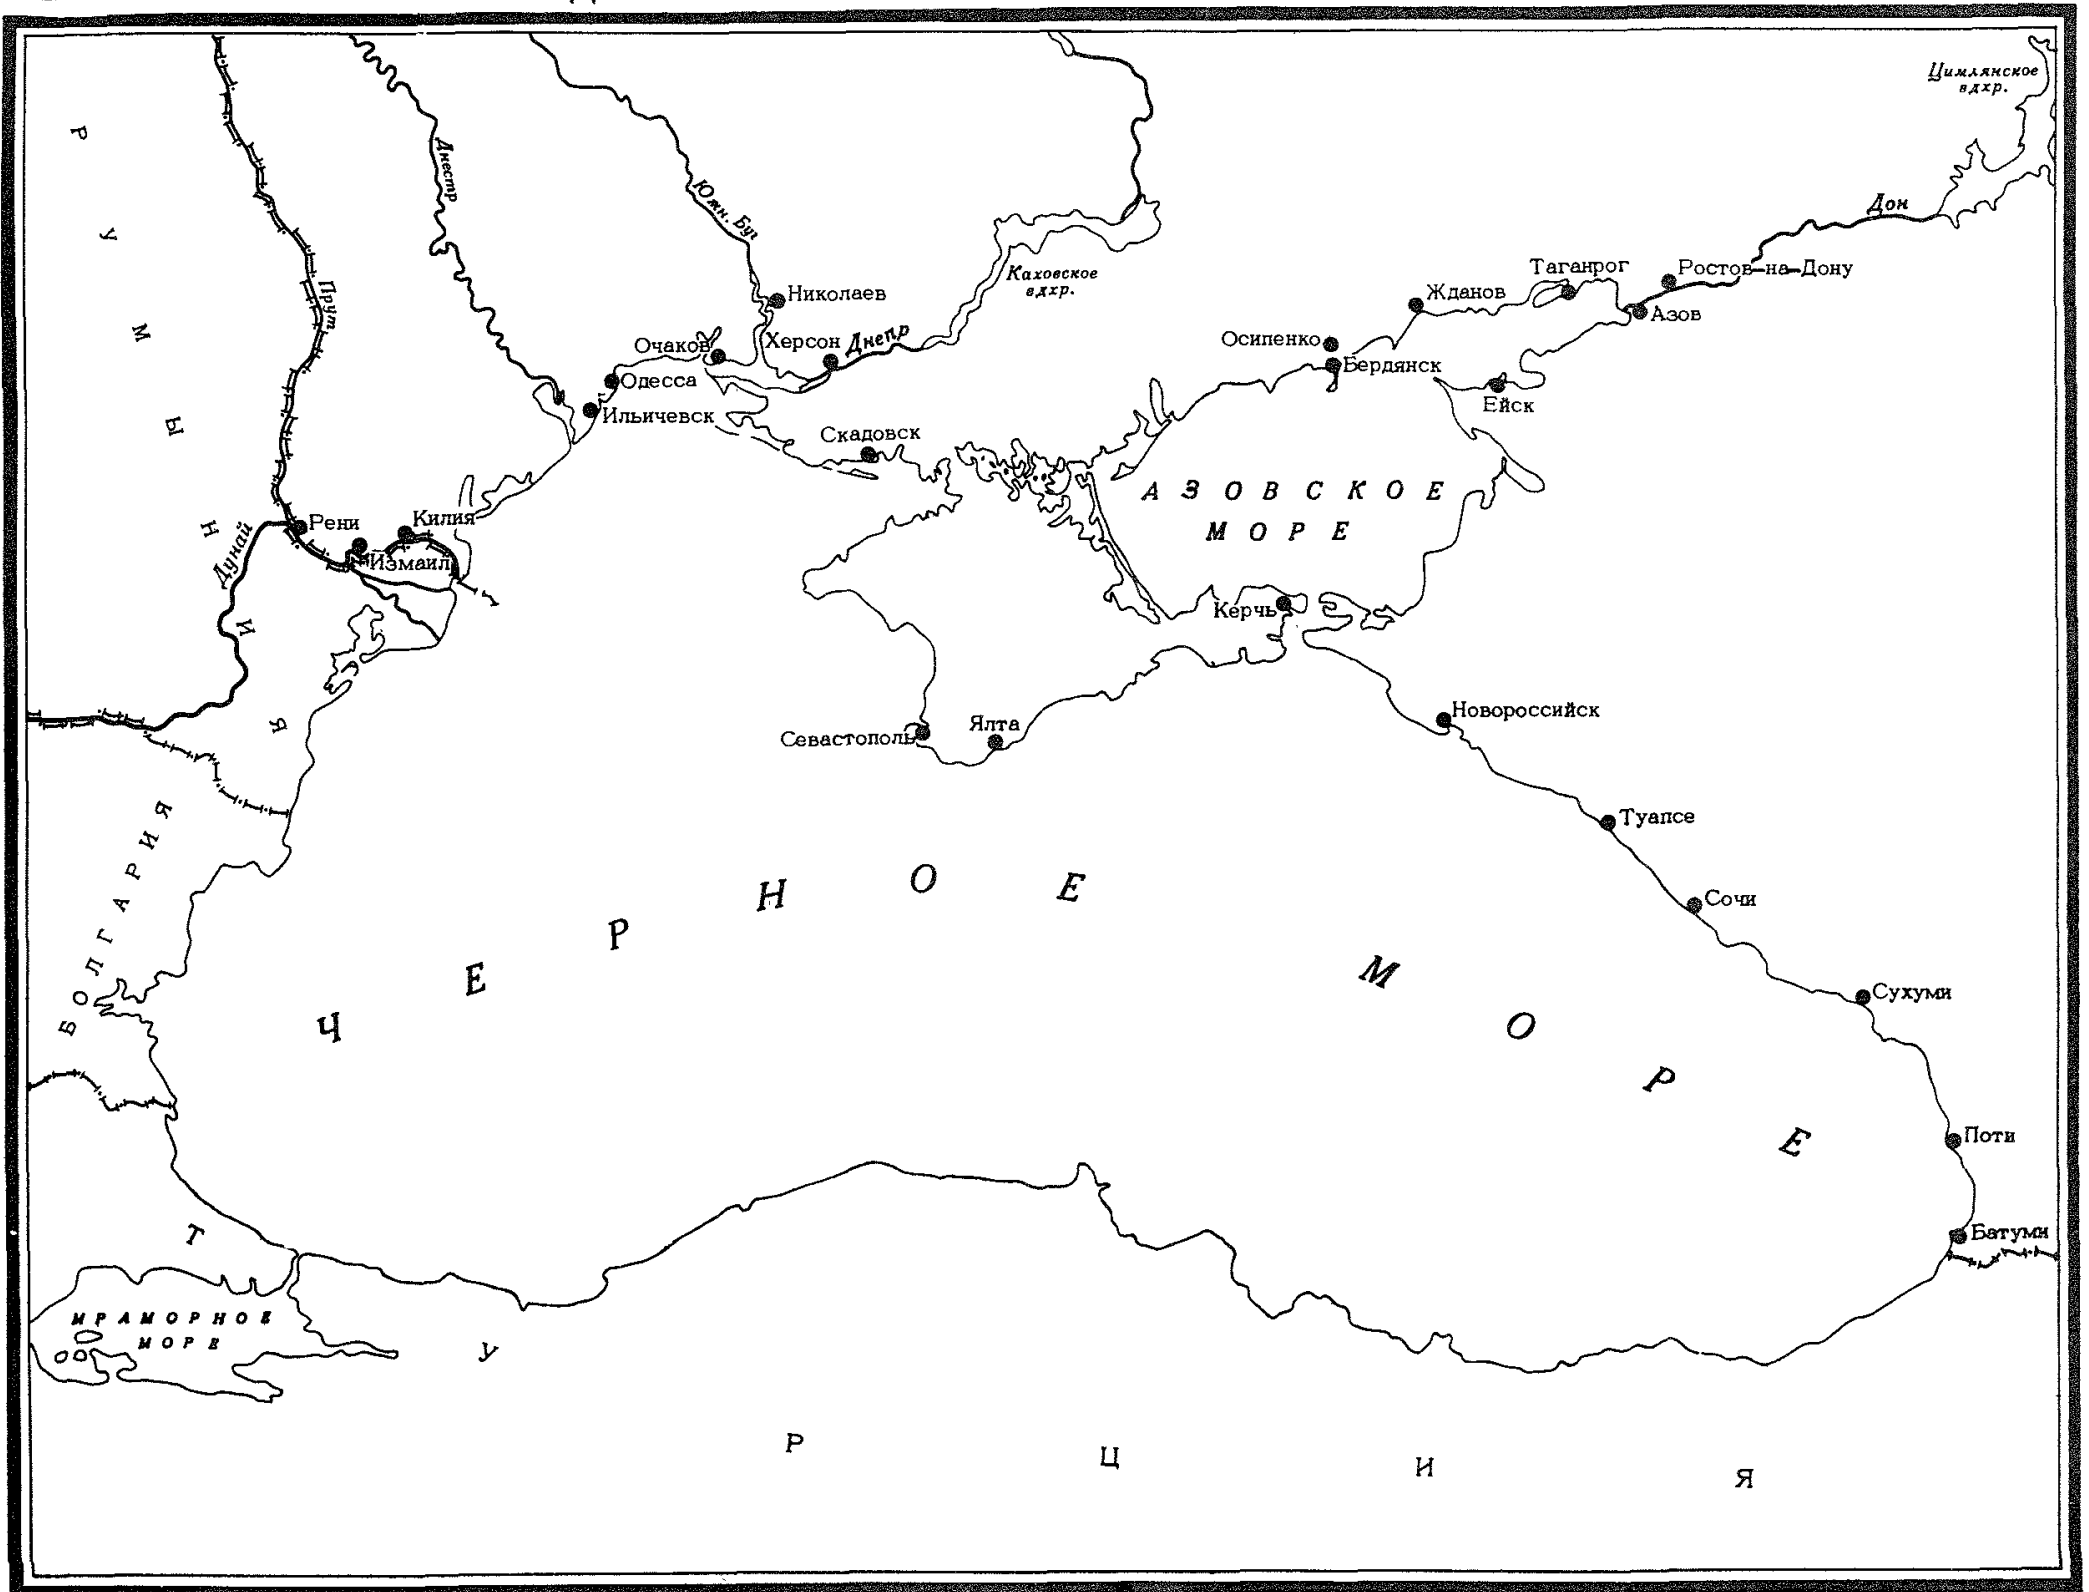 Цимлянское
вдхр.
РУМЫНИЯ
Днестр
Южн. Буг
Дон
Прут
Каховское
вдхр.
Николаев
Таганрог
Ростов-на-Дону
Жданов
Азов
Очаков
Херсон
Днепр
Осипенко
Бердянск
Одесса
Ильичевск
Ейск
Скадовск
АЗОВСКОЕ
МОРЕ
Дунай
Рени
Килия
Измаил
Керчь
Новороссийск
Севастополь
Ялта
БОЛГАРИЯ
Туапсе
ЧЕРНОЕ МОРЕ
Сочи
Сухуми
Поти
Батуми
МРАМОРНОЕ
МОРЕ
ТУРЦИЯ